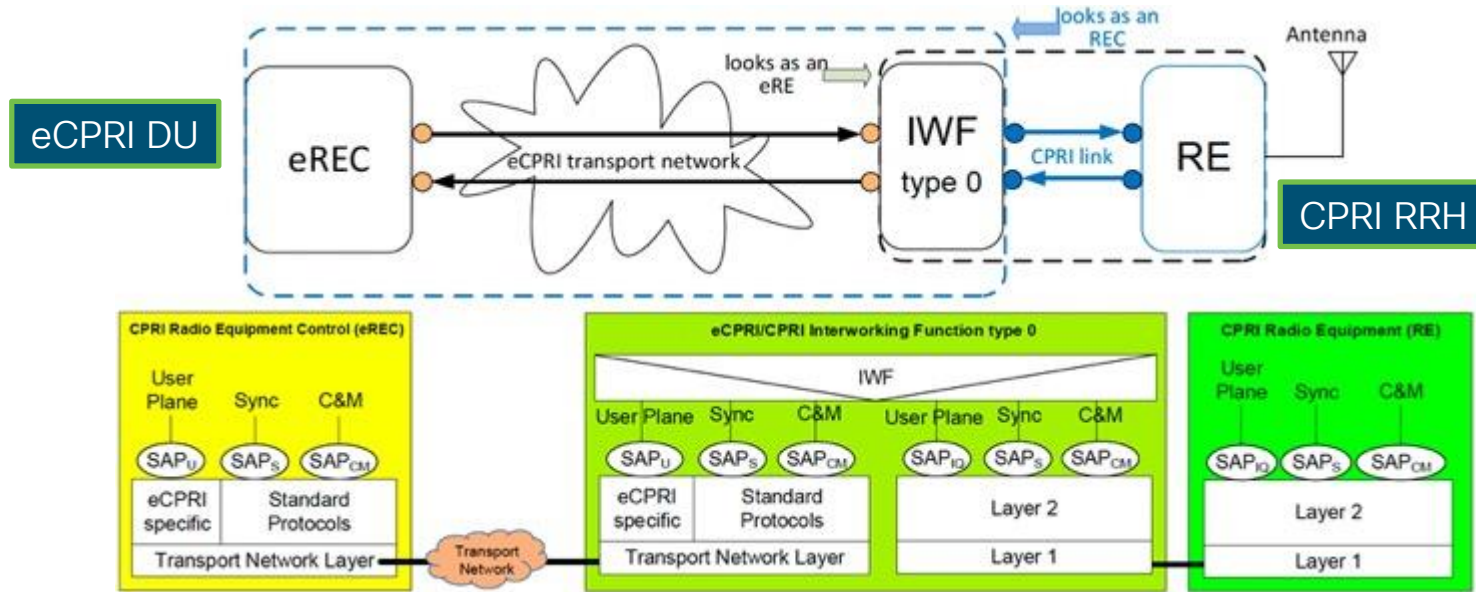 looks as an
REC
Antenna
looks as an
eRE
eCPRI DU
eREC
eCPRI transport network
IWF
type 0
CPRI link
RE
CPRI RRH
CPRI Radio Equipment Control (eREC)
User
Plane
Sync
C&M
SAPU
SAPS
SAPCM
eCPRI
specific
Standard
Protocols
Transport Network Layer
Transport
Network
eCPRI/CPRI Interworking Function type 0
IWF
User Plane
Sync
C&M
User Plane
Sync
C&M
SAPU
SAPS
SAPCM
SAPIQ
SAPS
SAPCM
eCPRI
specific
Standard
Protocols
Transport Network Layer
Layer 2
Layer 1
CPRI Radio Equipment (RE)
User
Plane
Sync
C&M
SAPIQ
SAPS
SAPCM
Layer 2
Layer 1